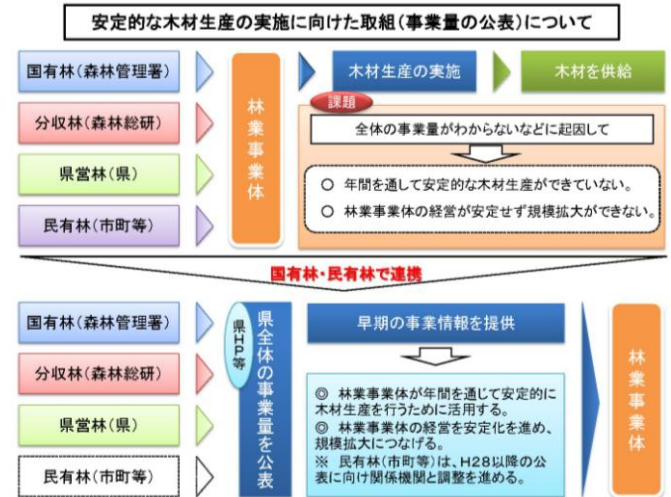 安定的な木材生産の実施に向けた取組(事業量の公表)について
国有林(森林管理署)
分収林(森林総研)
県営林(県)
民有林(市町等)
林業事業体
木材生産の実施
木材を供給
課題
全体の事業量がわからないなどに起因して
○ 年間を通して安定的な木材生産ができていない。
○ 林業事業体の経営が安定せず規模拡大ができない。
国有林・民有林で連携
国有林(森林管理署)
分収林(森林総研)
県営林(県)
民有林(市町等)
県HP等
県全体の事業量を公表
早期の事業情報を提供
◎ 林業事業体が年間を通じて安定的に
木材生産を行うために活用する。
◎ 林業事業体の経営を安定化を進め、
規模拡大につなげる。
※ 民有林(市町等)は、H28以降の公
表に向け関係機関と調整を進める。
林業事業体